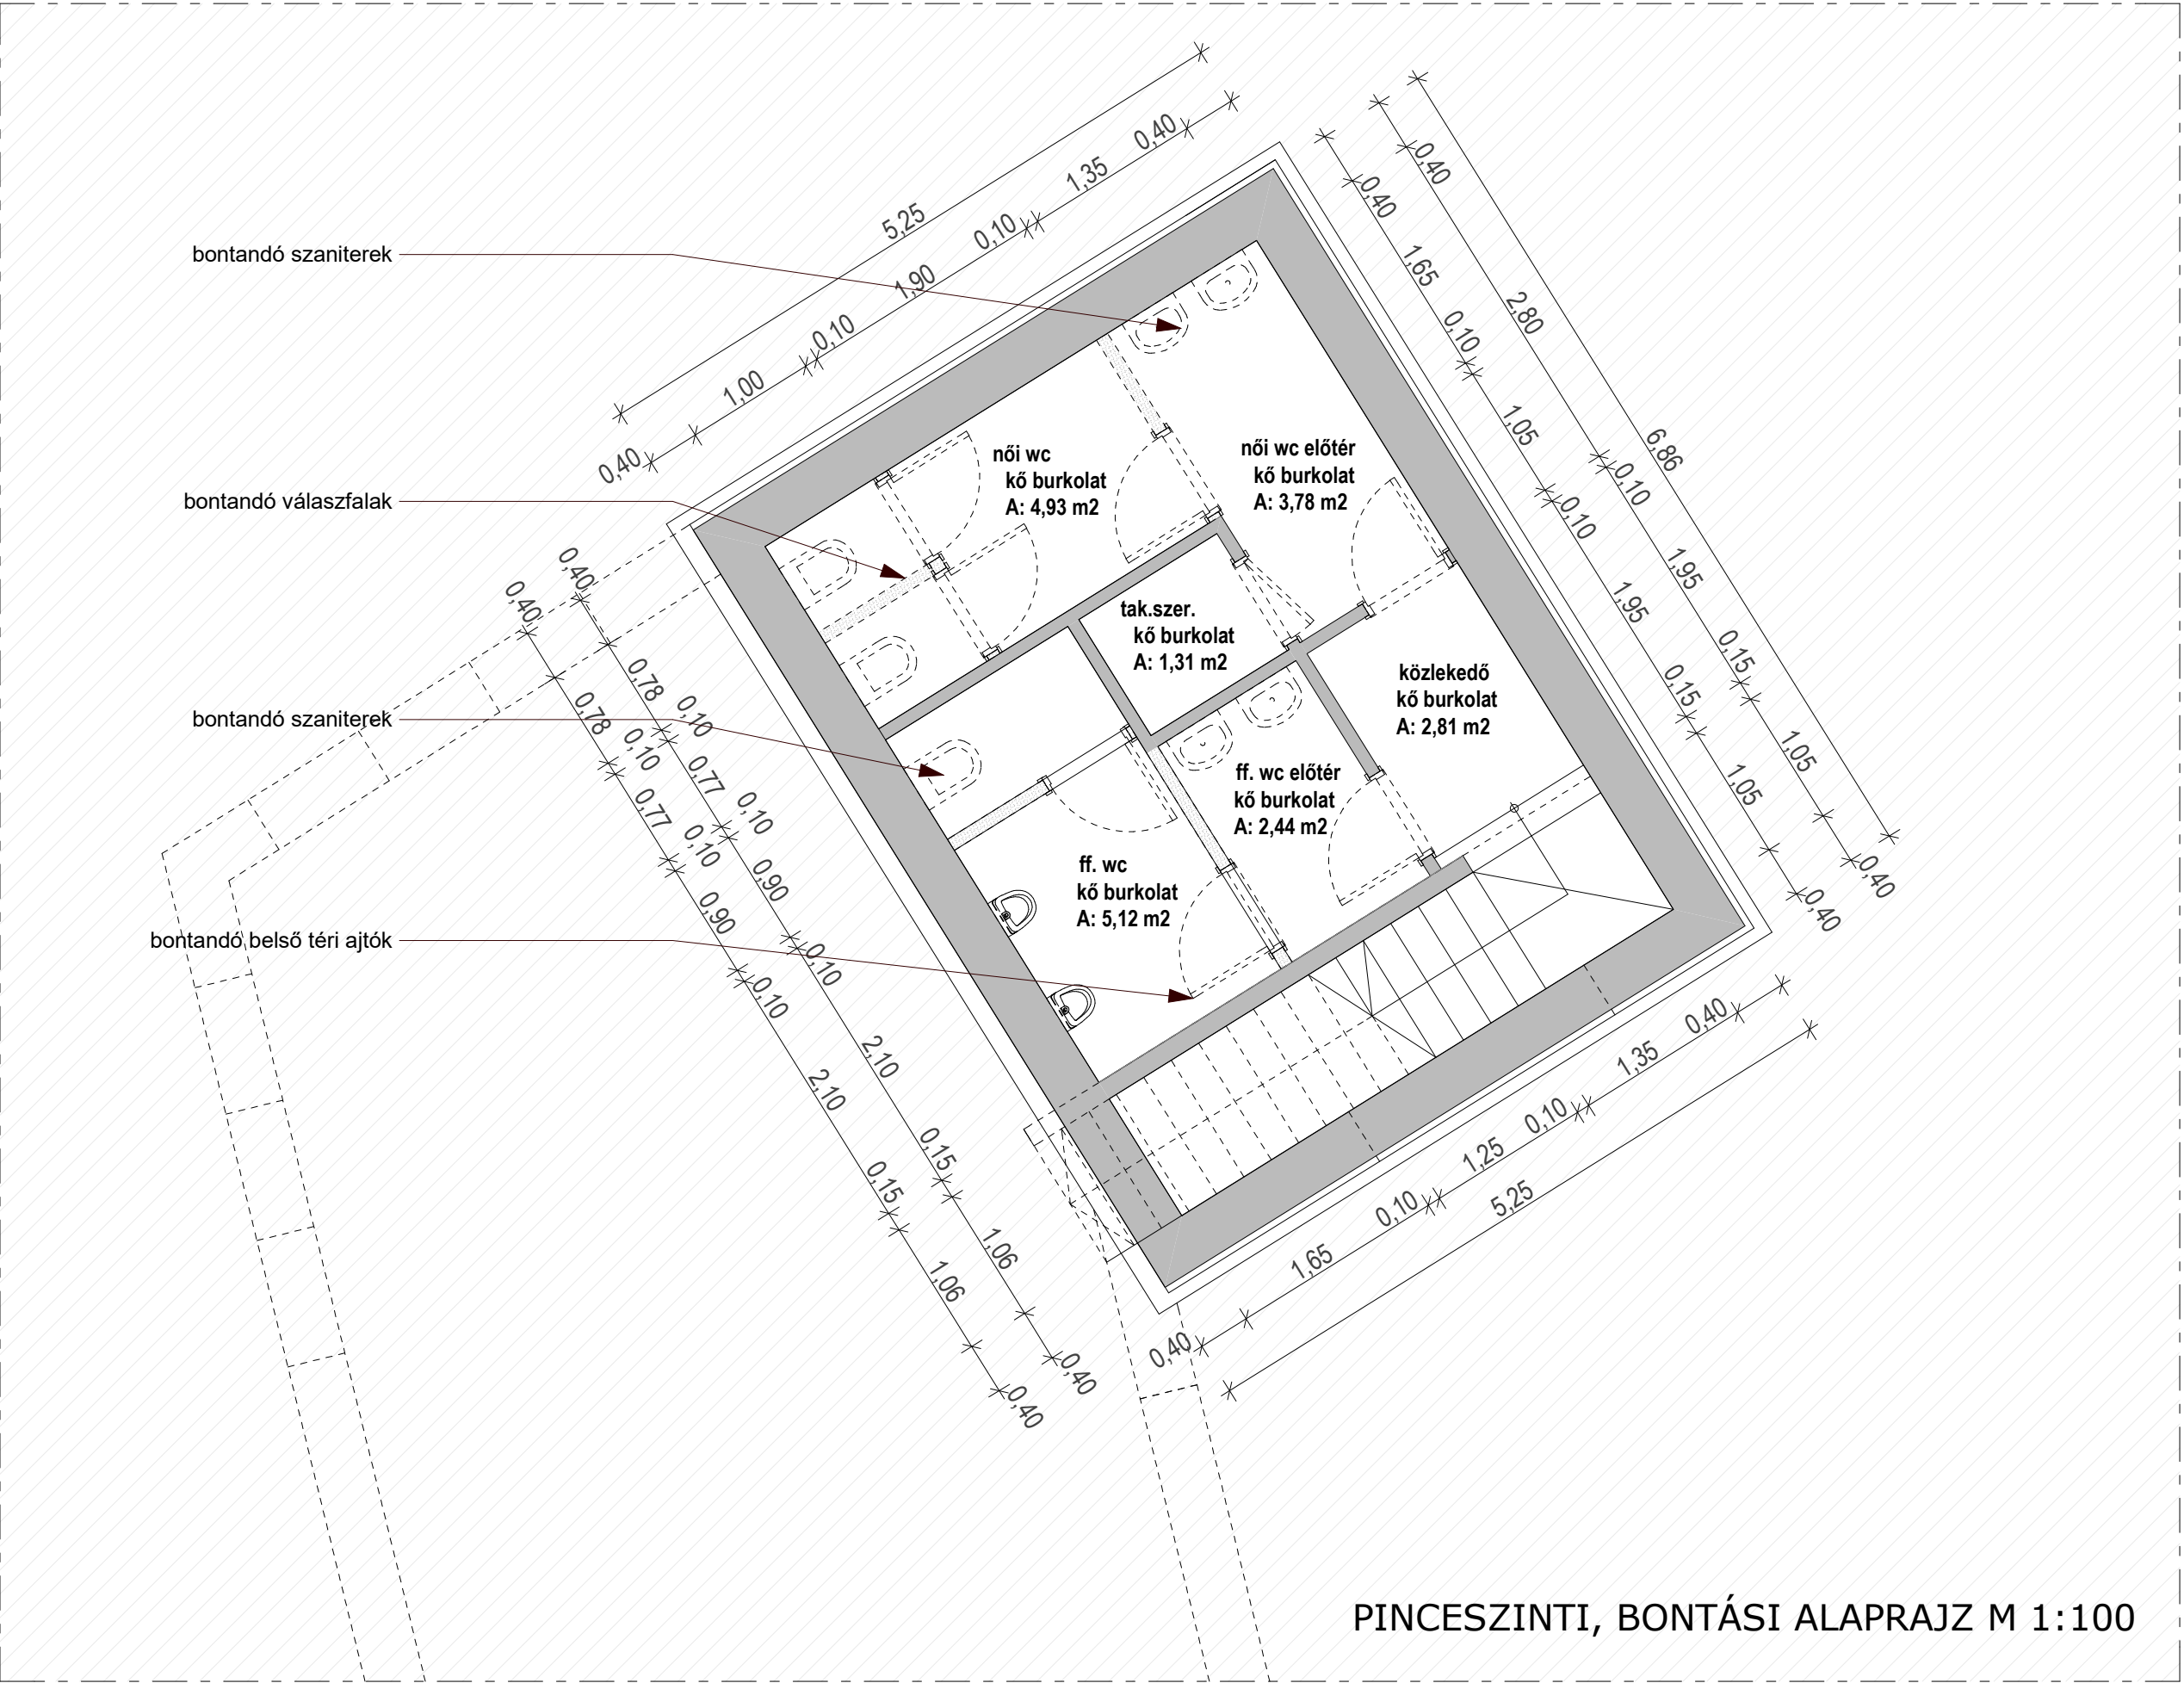 5,25
0,40
1,00
0,10
1,90
0,10
1,35
0,40
0,40
2,80
0,10
1,95
0,15
1,05
0,40
6,86
0,40
1,65
0,10
1,05
0,10
1,95
0,15
1,05
0,40
bontandó szaniterek
bontandó válaszfalak
bontandó szaniterek
bontandó belső téri ajtók
női wc
kő burkolat
A: 4,93 m2
női wc előtér
kő burkolat
A: 3,78 m2
tak.szer.
kő burkolat
A: 1,31 m2
közlekedő
kő burkolat
A: 2,81 m2
ff. wc előtér
kő burkolat
A: 2,44 m2
ff. wc
kő burkolat
A: 5,12 m2
0,40
0,78
0,10
0,77
0,10
0,90
0,10
2,10
0,15
1,06
0,40
0,40
0,78
0,10
0,77
0,10
0,90
0,10
2,10
0,15
1,06
0,40
0,40
1,65
0,10
1,25
0,10
1,35
0,40
5,25
PINCESZINTI, BONTÁSI ALAPRAJZ M 1:100